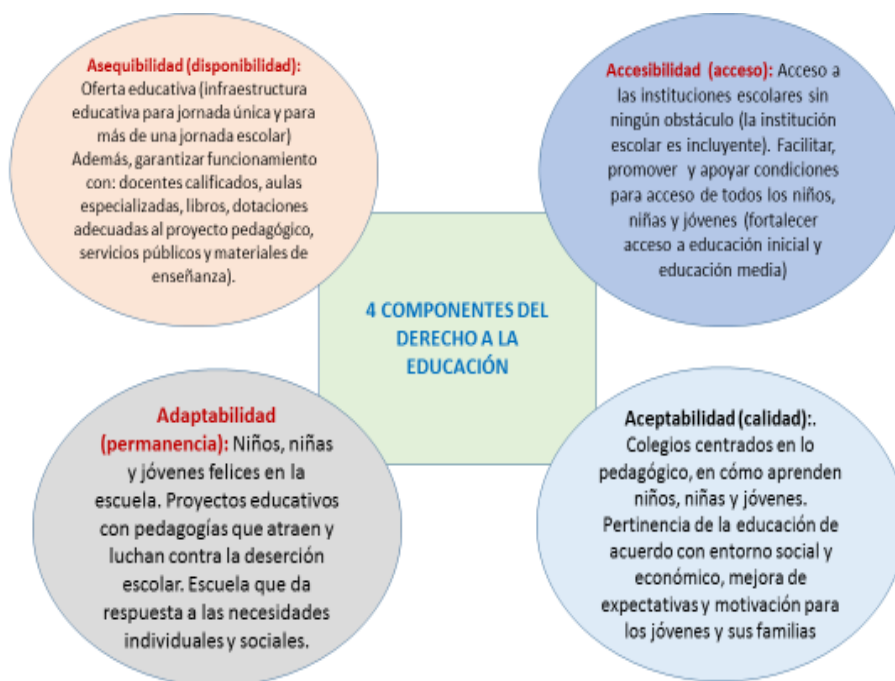 Asequibilidad (disponibilidad):
Oferta educativa (infraestructura
educativa para jornada única y para
más de una jornada escolar)
Además, garantizar funcionamiento
con: docentes calificados, aulas
especializadas, libros, dotaciones
adecuadas al proyecto pedagógico,
servicios públicos y materiales de
enseñanza).
Accesibilidad (acceso): Acceso a
las instituciones escolares sin
ningún obstáculo (la institución
escolar es incluyente). Facilitar,
promover y apoyar condiciones
para acceso de todos los niños,
niñas y jóvenes (fortalecer
acceso a educación inicial y
educación media)
4 COMPONENTES DEL
DERECHO A LA
EDUCACIÓN
Adaptabilidad
(permanencia): Niños, niñas
y jóvenes felices en la
escuela. Proyectos educativos
con pedagogías que atraen y
luchan contra la deserción
escolar. Escuela que da
respuesta a las necesidades
individuales y sociales.
Aceptabilidad (calidad):.
Colegios centrados en lo
pedagógico, en cómo aprenden
niños, niñas y jóvenes.
Pertinencia de la educación de
acuerdo con entorno social y
económico, mejora de
expectativas y motivación para
los jóvenes y sus familias